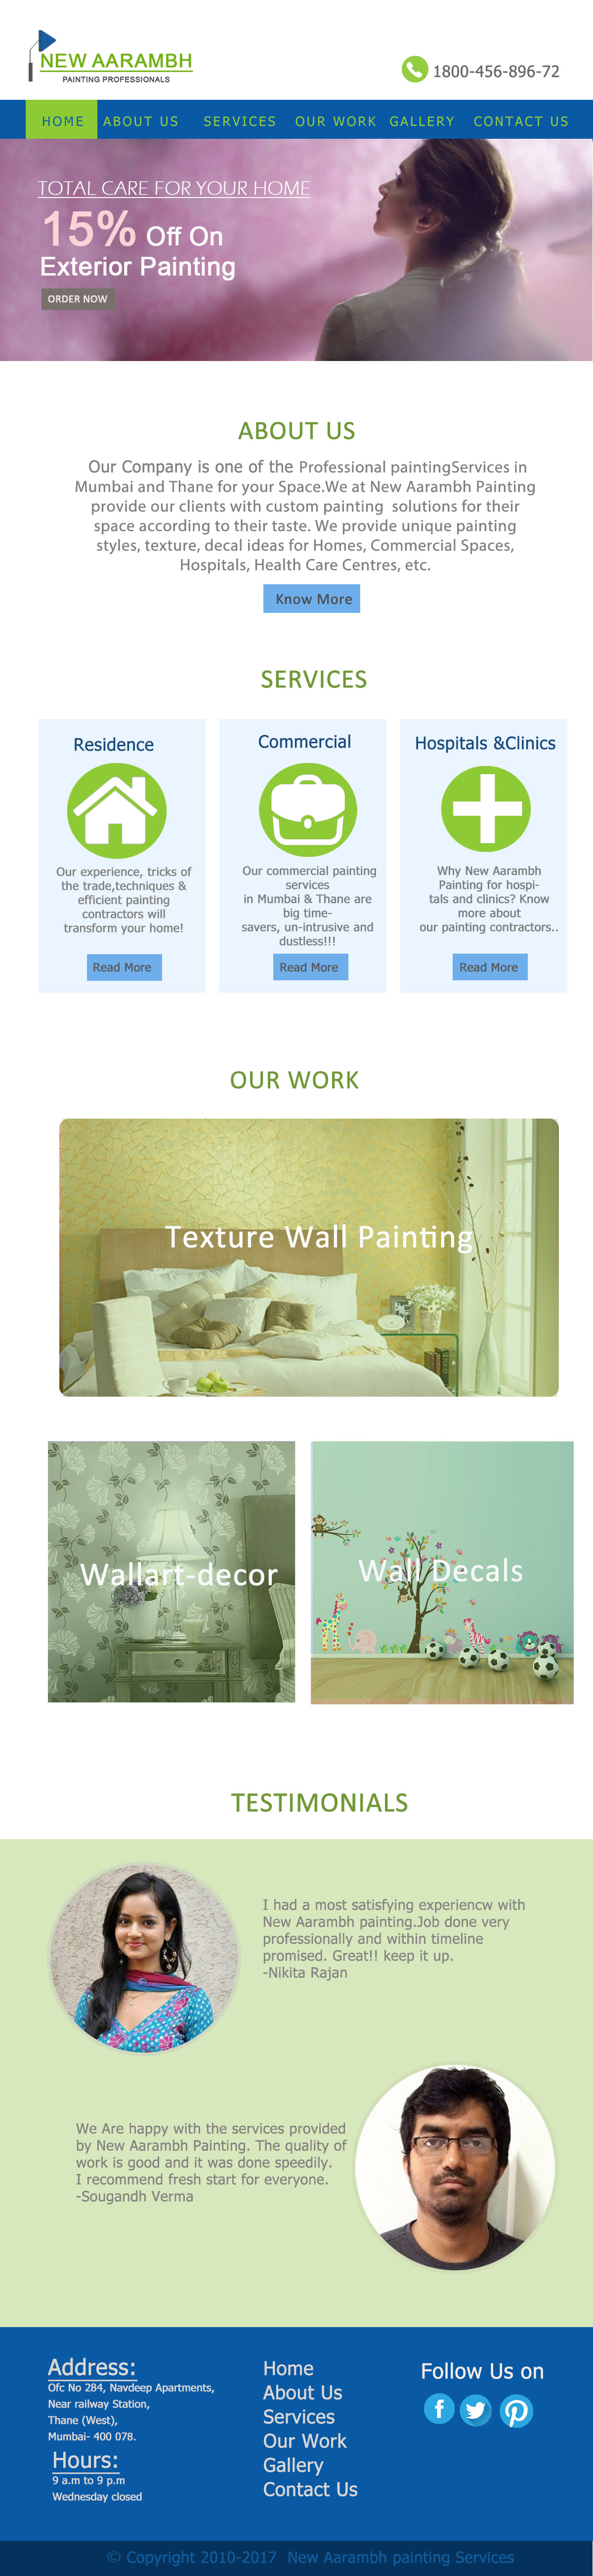 NEW AARAMBH
PAINTING PROFESSIONALS
1800-456-896-72
HOME ABOUT US SERVICES OUR WORK GALLERY CONTACT US
TOTAL CARE FOR YOUR HOME
15% Off On
Exterior Painting
ORDER NOW
ABOUT US
Our Company is one of the Professional paintingServices in
Mumbai and Thane for your Space.We at New Aarambh Painting
provide our clients with custom painting solutions for their
space according to their taste. We provide unique painting
styles, texture, decal ideas for Homes, Commercial Spaces,
Hospitals, Health Care Centres, etc.
Know More
SERVICES
Residence
Our experience, tricks of
the trade,techniques &
efficient painting
contractors will
transform your home!
Read More
Commercial
Our commercial painting
services
in Mumbai & Thane are
big time-
savers, un-intrusive and
dustless!!!
Read More
Hospitals &Clinics
Why New Aarambh
Painting for hospi-
tals and clinics? Know
more about
our painting contractors..
Read More
OUR WORK
Texture Wall Painting
Wallart-decor
Wall Decals
TESTIMONIALS
I had a most satisfying experiencw with
New Aarambh painting.Job done very
professionally and within timeline
promised. Great!! keep it up.
-Nikita Rajan
We Are happy with the services provided
by New Aarambh Painting. The quality of
work is good and it was done speedily.
I recommend fresh start for everyone.
-Sougandh Verma
Address:
Ofc No 284, Navdeep Apartments,
Near railway Station,
Thane (West),
Mumbai- 400 078.
Hours:
9 a.m to 9 p.m
Wednesday closed
Home
About Us
Services
Our Work
Gallery
Contact Us
Follow Us on
© Copyright 2010-2017 New Aarambh painting Services